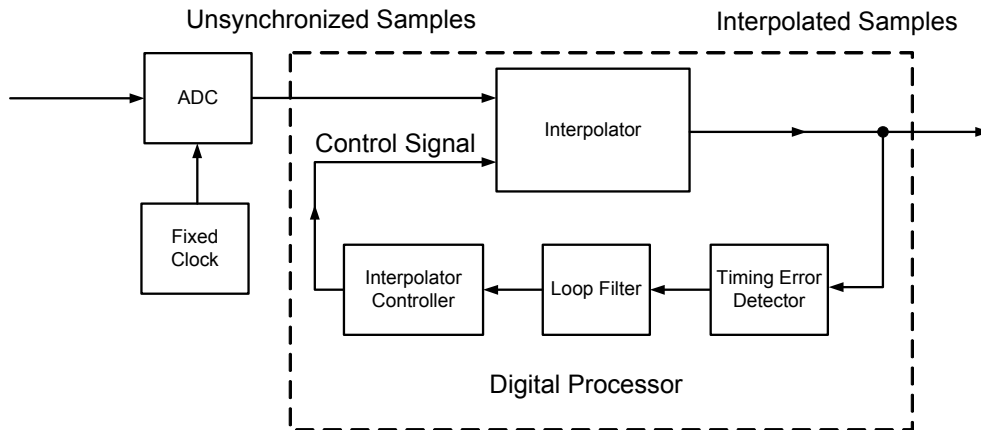 Unsynchronized Samples
Interpolated Samples
ADC
Interpolator
Control Signal
Fixed
Clock
Interpolator
Controller
Loop Filter
Timing Error
Detector
Digital Processor